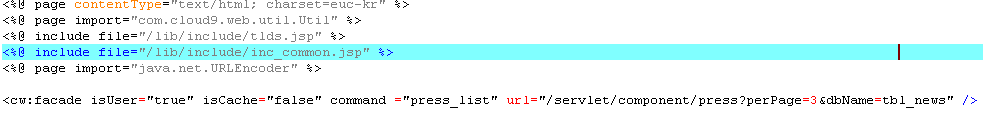 <%@ page contentType="text/html; charset=euc-kr" %>
<%@ page import="com.cloud9.web.util.Util" %>
<%@ include file="/lib/include/tlds.jsp" %>
<%@ include file="/lib/include/inc_common.jsp" %>
<%@ page import="java.net.URLEncoder" %>
<cw:facade isUser="true" isCache="false" command ="press_list" url="/servlet/component/press?perPage=3&dbName=tbl_news" />